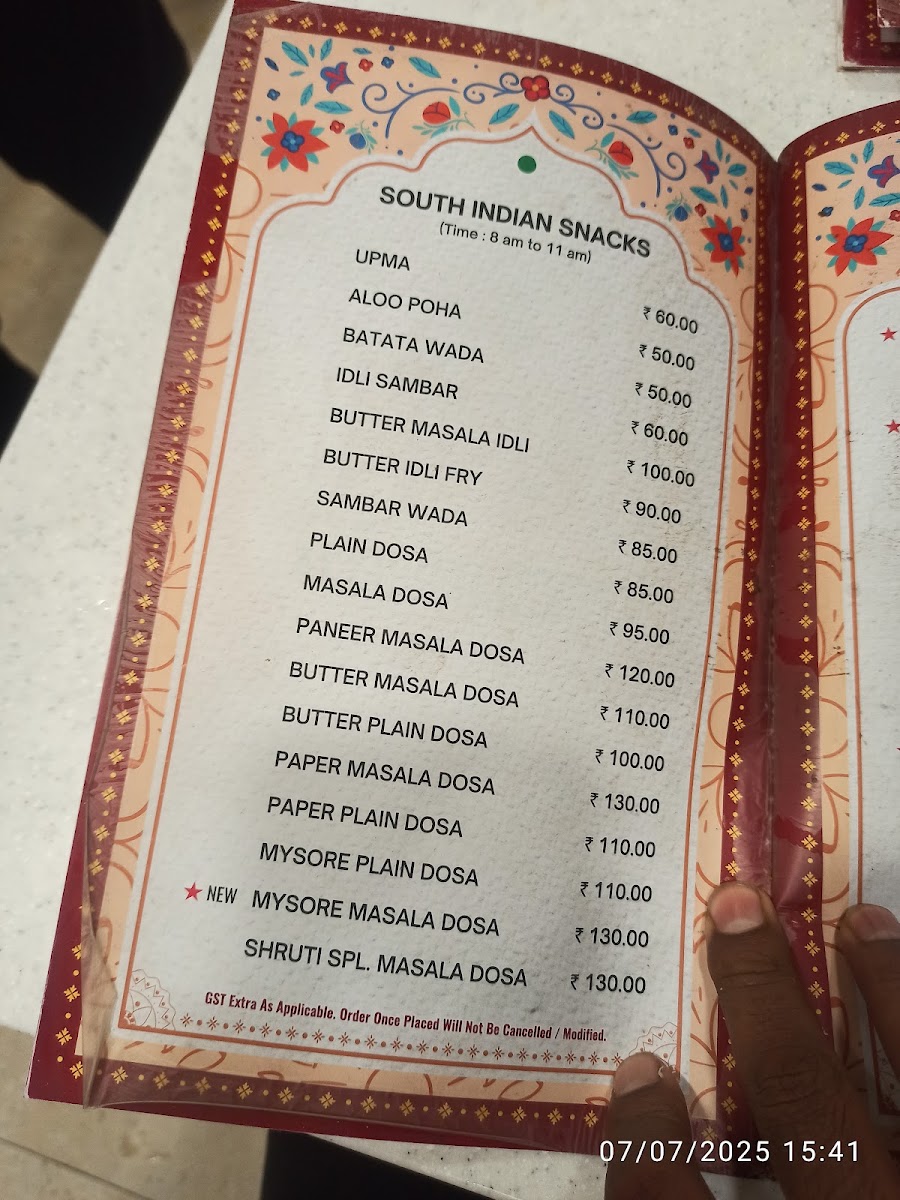 SOUTH INDIAN SNACKS
(Time : 8 am to 11 am)
UPMA ₹ 60.00
ALOO POHA ₹ 50.00
BATATA WADA ₹ 50.00
IDLI SAMBAR ₹ 60.00
BUTTER MASALA IDLI ₹ 100.00
BUTTER IDLI FRY ₹ 90.00
SAMBAR WADA ₹ 85.00
PLAIN DOSA ₹ 85.00
MASALA DOSA ₹ 95.00
PANEER MASALA DOSA ₹ 120.00
BUTTER MASALA DOSA ₹ 110.00
BUTTER PLAIN DOSA ₹ 100.00
PAPER MASALA DOSA ₹ 130.00
PAPER PLAIN DOSA ₹ 110.00
MYSORE PLAIN DOSA ₹ 110.00
★ NEW MYSORE MASALA DOSA ₹ 130.00
SHRUTI SPL. MASALA DOSA ₹ 130.00
GST Extra As Applicable. Order Once Placed Will Not Be Cancelled / Modified.
07/07/2025 15:41